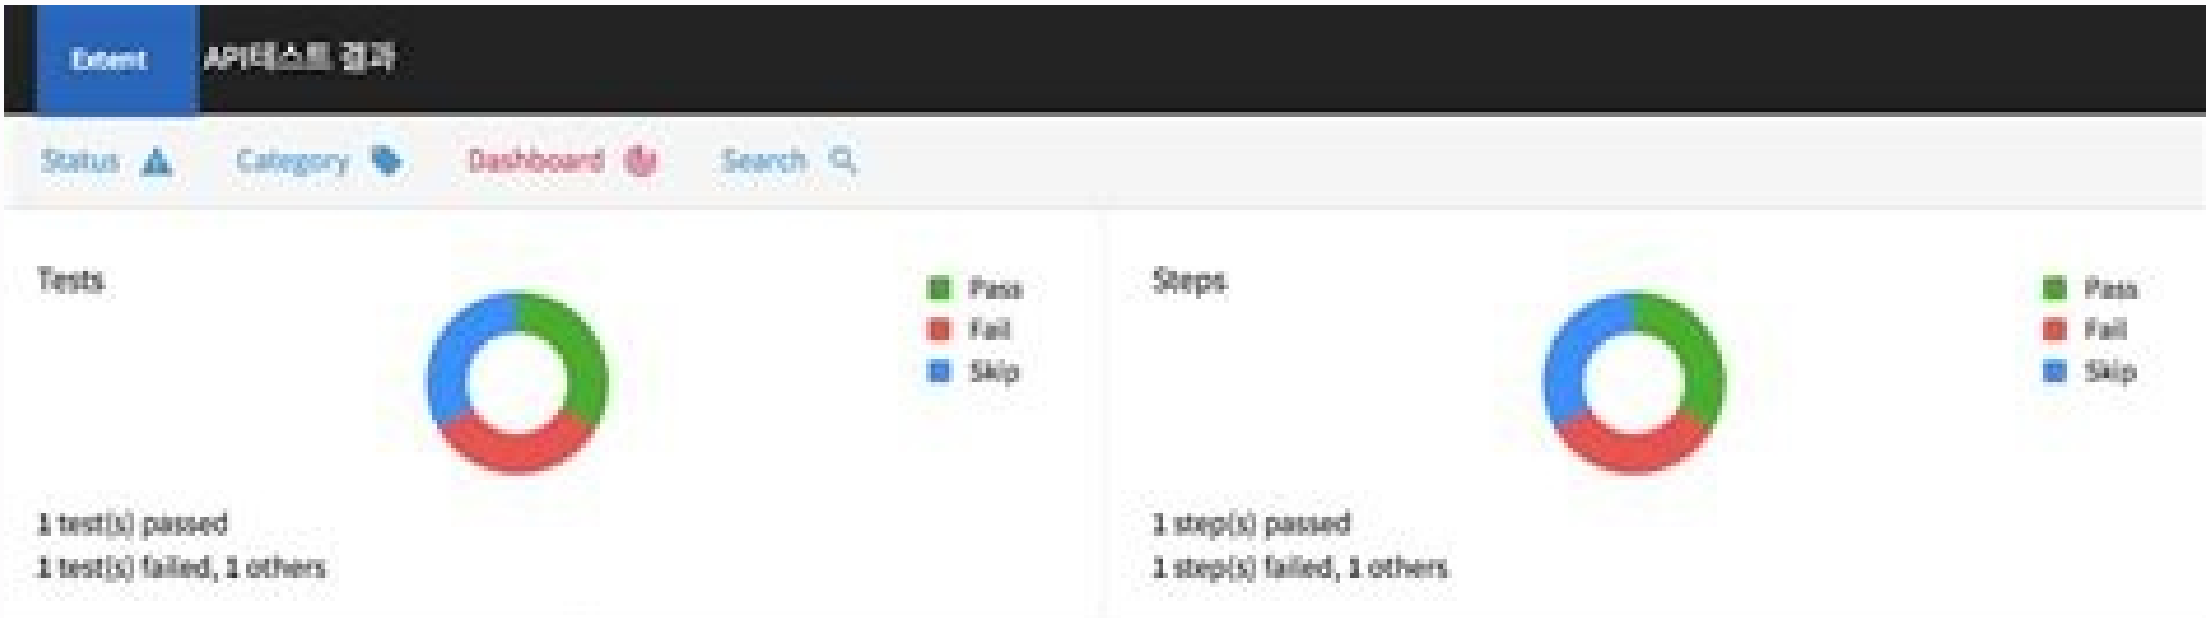 Extent API테스트 결과
Status Category Dashboard Search
Tests
Pass
Fail
Skip
1 test(s) passed
1 test(s) failed, 1 others
Steps
Pass
Fail
Skip
1 step(s) passed
1 step(s) failed, 1 others